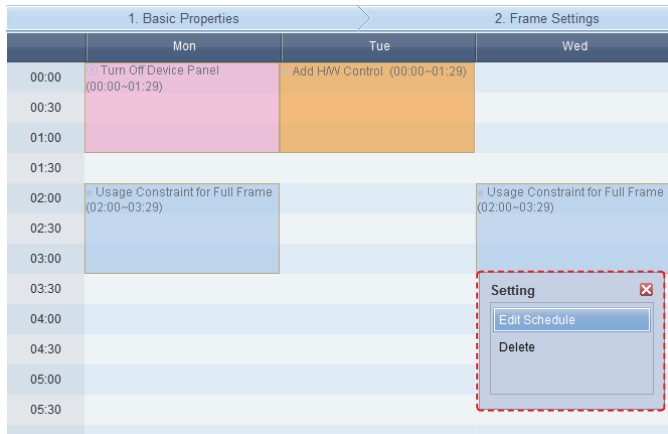 1. Basic Properties
2. Frame Settings
Mon
Tue
Wed
00:00
Turn Off Device Panel
(00:00~01:29)
Add H/W Control (00:00~01:29)
00:30
01:00
01:30
02:00
Usage Constraint for Full Frame
(02:00~03:29)
Usage Constraint for Full Frame
(02:00~03:29)
02:30
03:00
03:30
Setting
04:00
Edit Schedule
04:30
Delete
05:00
05:30